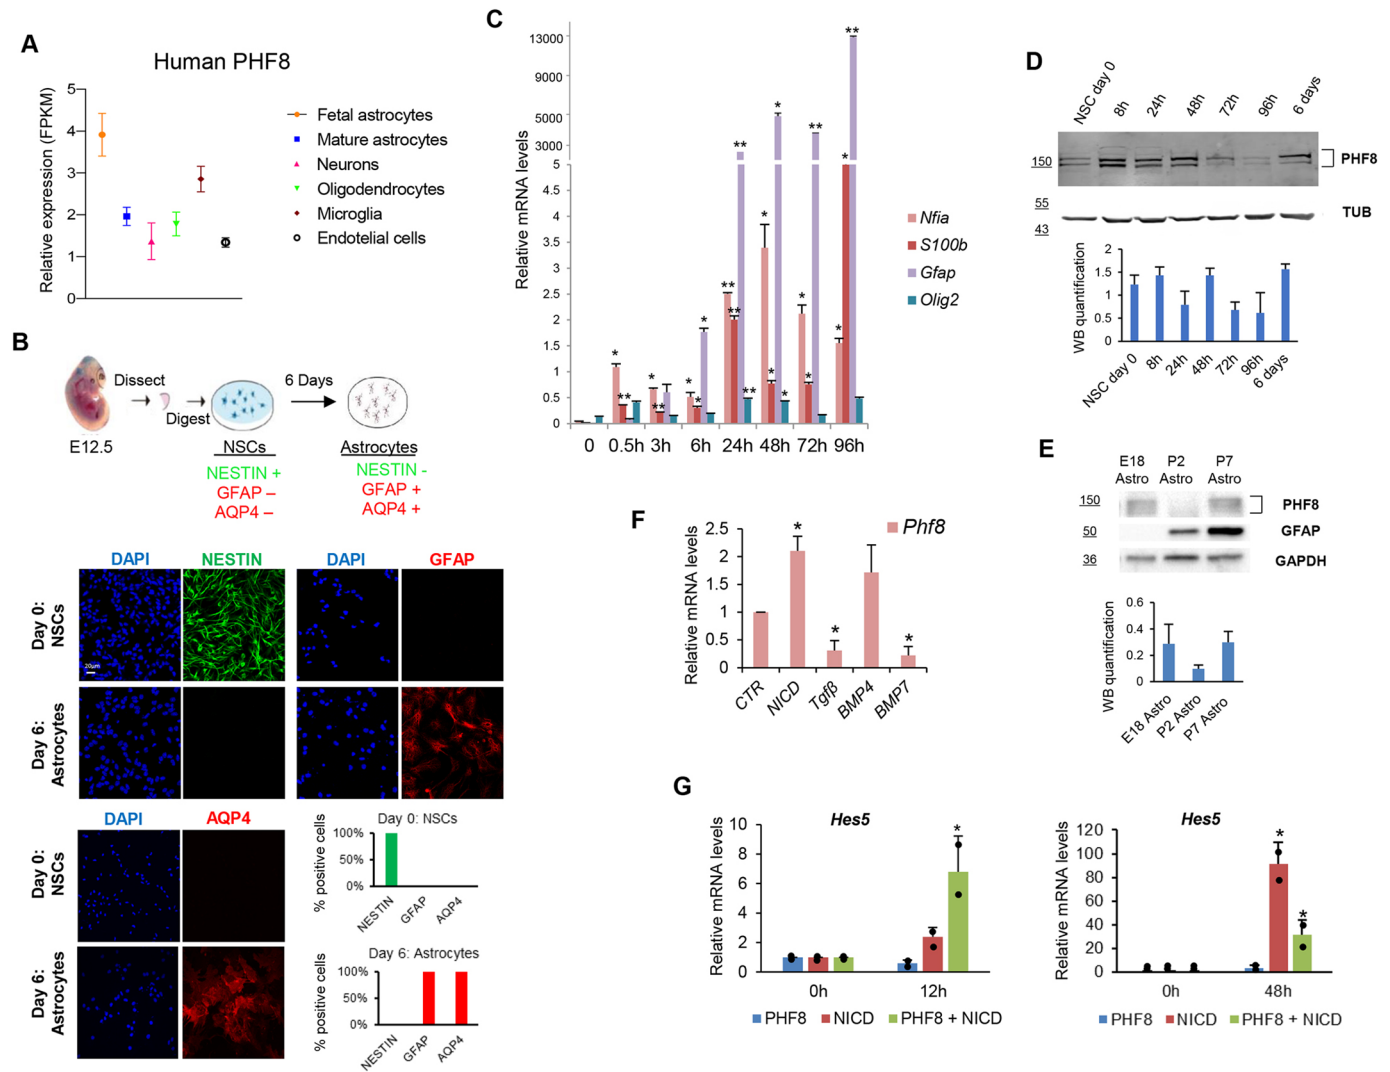 A
Human PHF8
Relative expression (FPKM)
5
4
3
2
1
0
Fetal astrocytes
Mature astrocytes
Neurons
Oligodendrocytes
Microglia
Endotelial cells
B
E12.5
Dissect
Digest
6 Days
NSCs
NESTIN +
GFAP –
AQP4 –
Astrocytes
NESTIN -
GFAP +
AQP4 +
DAPI NESTIN DAPI GFAP
Day 0:
NSCs
20µm
Day 6:
Astrocytes
DAPI AQP4
Day 0:
NSCs
Day 6:
Astrocytes
Day 0: NSCs
% positive cells
100%
50%
0%
NESTIN GFAP AQP4
Day 6: Astrocytes
% positive cells
100%
50%
0%
NESTIN GFAP AQP4
C
Relative mRNA levels
13000
9000
5000
3000
5
4.5
4
3.5
3
2.5
2
1.5
1
0.5
0
* ** * ** * * ** ** ** * * * ** * * ** * * **
0 0.5h 3h 6h 24h 48h 72h 96h
Nfia
S100b
Gfap
Olig2
D
NSC day 0 8h 24h 48h 72h 96h 6 days
150
PHF8
55
43
TUB
WB quantification
2
1.5
1
0.5
0
NSC day 0 8h 24h 48h 72h 96h 6 days
E
E18 Astro P2 Astro P7 Astro
150 PHF8
50 GFAP
36 GAPDH
WB quantification
0.6
0.4
0.2
0
E18 Astro P2 Astro P7 Astro
F
Relative mRNA levels
2.5
2
1.5
1
0.5
0
* * *
Phf8
CTR NICD Tgfβ BMP4 BMP7
G
Hes5
Relative mRNA levels
10
8
6
4
2
0
*
0h 12h
PHF8 NICD PHF8 + NICD
Hes5
Relative mRNA levels
120
100
80
60
40
20
0
* *
0h 48h
PHF8 NICD PHF8 + NICD